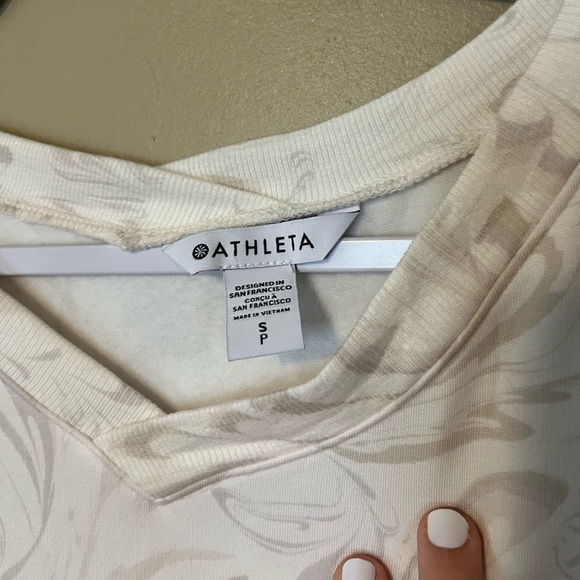 ATHLETA
DESIGNED IN
SAN FRANCISCO
CONÇU À
SAN FRANCISCO
MADE IN VIETNAM
S
P